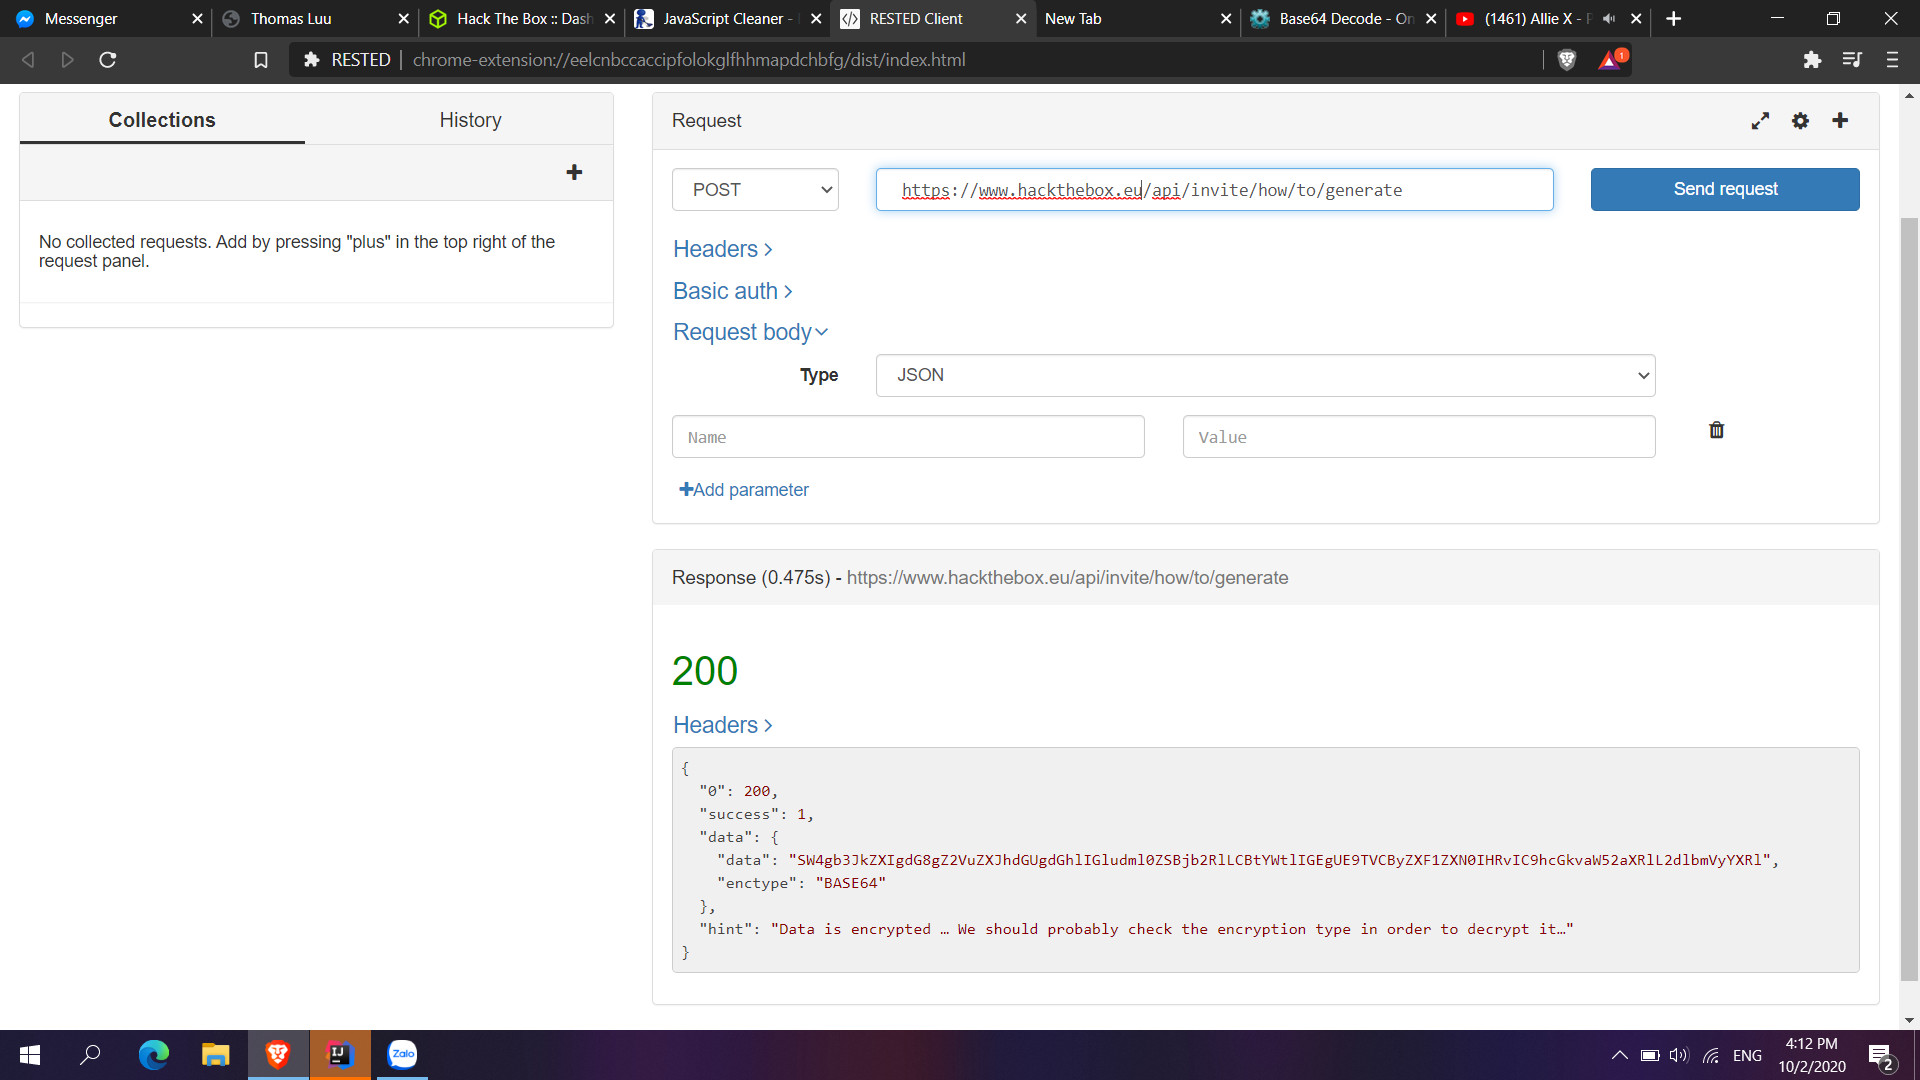 Messenger
Thomas Luu
Hack The Box :: Dash
JavaScript Cleaner -
RESTED Client
New Tab
Base64 Decode - On
(1461) Allie X - F
RESTED
chrome-extension://eelcnbccaccipfolokglfhhmapdchbfg/dist/index.html
1
Collections
History
No collected requests. Add by pressing "plus" in the top right of the
request panel.
Request
POST
https://www.hackthebox.eu/api/invite/how/to/generate
Send request
Headers
Basic auth
Request body
Type
JSON
Name
Value
Add parameter
Response (0.475s) - https://www.hackthebox.eu/api/invite/how/to/generate
200
Headers
{
"0": 200,
"success": 1,
"data": {
"data": "SW4gb3JkZXIgdG8gZ2VuZXJhdGUgdGhlIGludml0ZSBjb2RlLCBtYWtlIGEgUE9TVCByZXF1ZXN0IHRvIC9hcGkvaW52aXRlL2dlbmVyYXRl",
"enctype": "BASE64"
},
"hint": "Data is encrypted … We should probably check the encryption type in order to decrypt it…"
}
IJ
Zalo
ENG
4:12 PM
10/2/2020
2